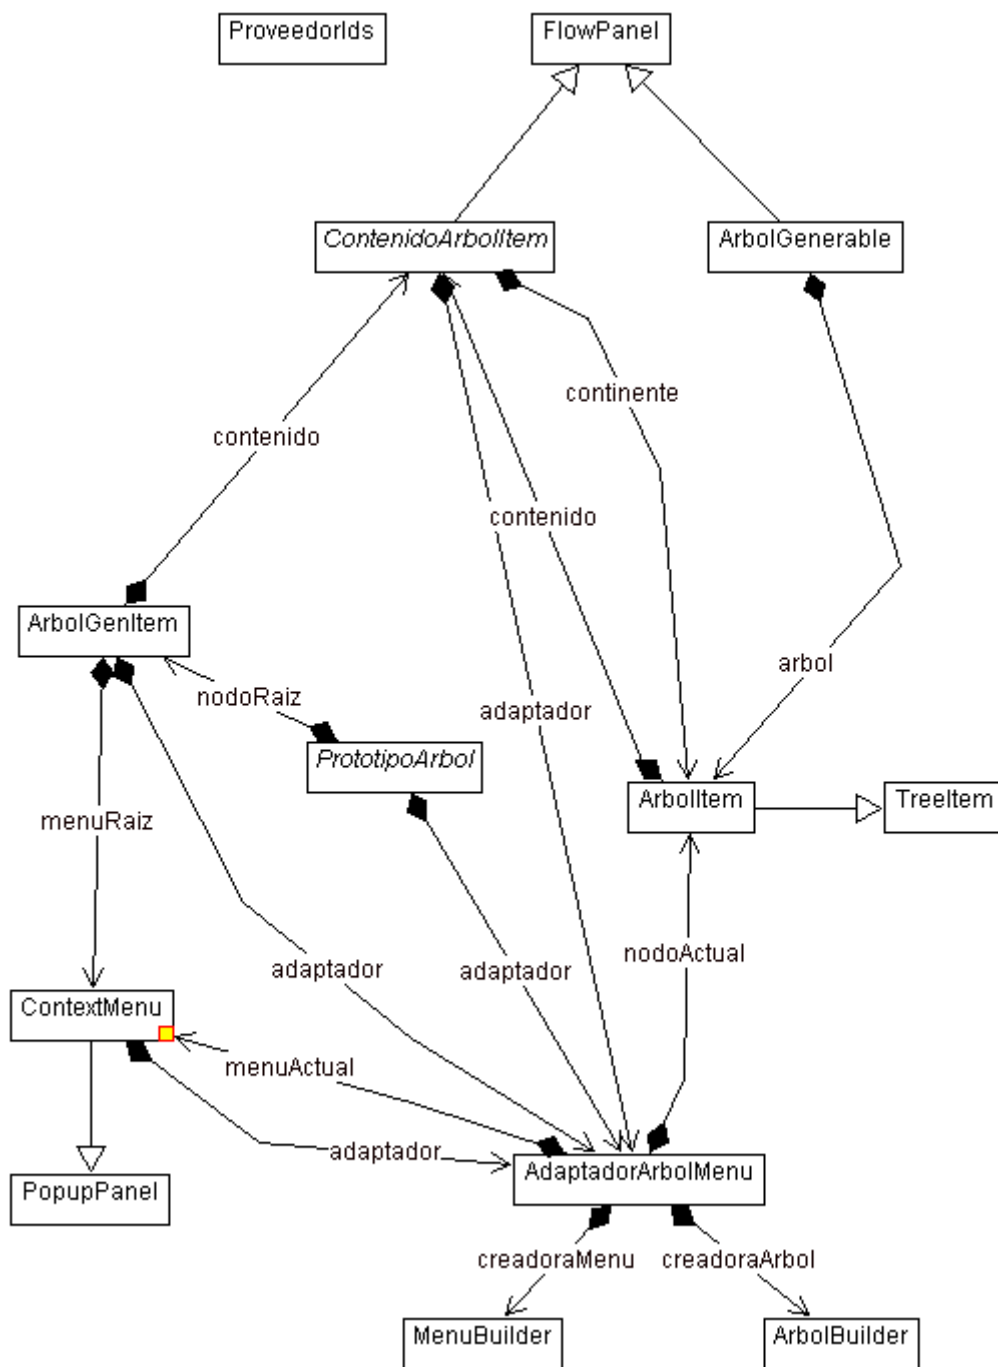 ProveedorIds
FlowPanel
ContenidoArbolItem
ArbolGenerable
continente
contenido
contenido
adaptador
ArbolGenItem
nodoRaiz
arbol
PrototipoArbol
ArbolItem
TreeItem
menuRaiz
adaptador
adaptador
nodoActual
ContextMenu
menuActual
adaptador
AdaptadorArbolMenu
PopupPanel
creadoraMenu
creadoraArbol
MenuBuilder
ArbolBuilder